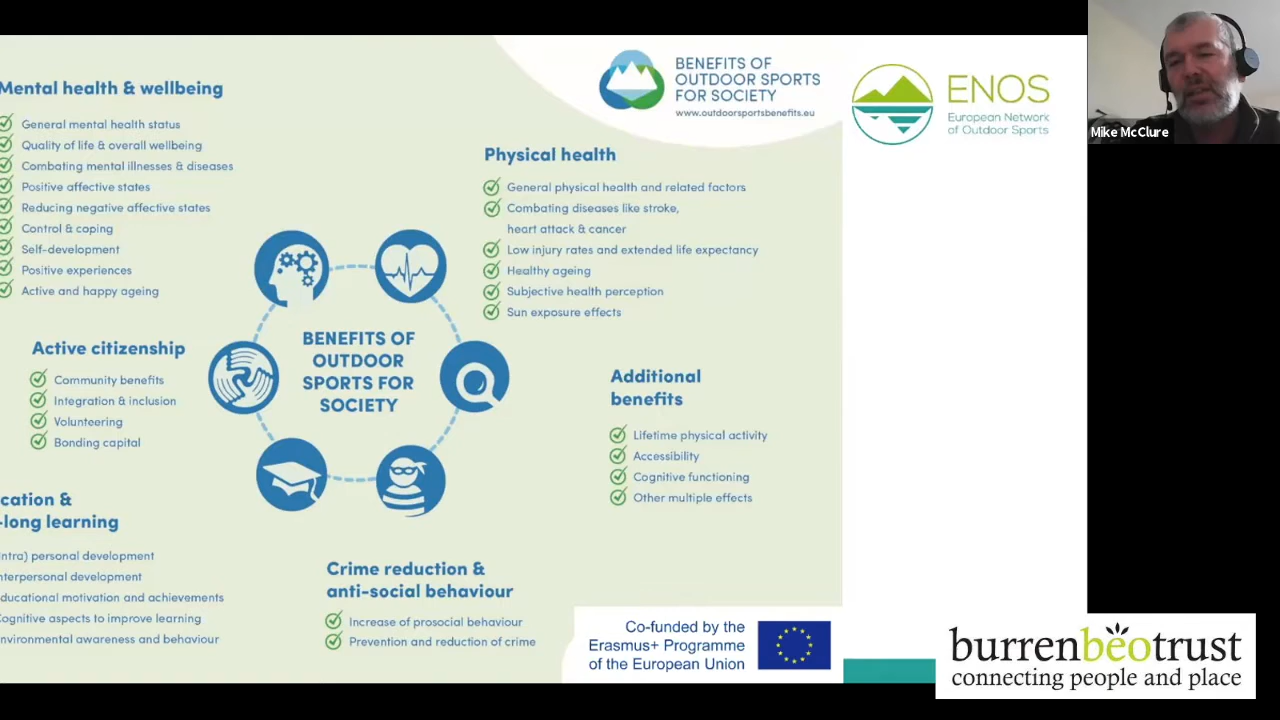 Mental health & wellbeing
General mental health status
Quality of life & overall wellbeing
Combating mental illnesses & diseases
Positive affective states
Reducing negative affective states
Control & coping
Self-development
Positive experiences
Active and happy ageing
BENEFITS OF
OUTDOOR SPORTS
FOR SOCIETY
www.outdoorsportsbenefits.eu
ENOS
European Network
of Outdoor Sports
Mike McClure
Physical health
General physical health and related factors
Combating diseases like stroke,
heart attack & cancer
Low injury rates and extended life expectancy
Healthy ageing
Subjective health perception
Sun exposure effects
Active citizenship
Community benefits
Integration & inclusion
Volunteering
Bonding capital
BENEFITS OF
OUTDOOR
SPORTS FOR
SOCIETY
Additional
benefits
Lifetime physical activity
Accessibility
Cognitive functioning
Other multiple effects
cation &
-long learning
Intra) personal development
nterpersonal development
ducational motivation and achievements
Cognitive aspects to improve learning
nvironmental awareness and behaviour
Crime reduction &
anti-social behaviour
Increase of prosocial behaviour
Prevention and reduction of crime
Co-funded by the
Erasmus+ Programme
of the European Union
burrenbeotrust
connecting people and place